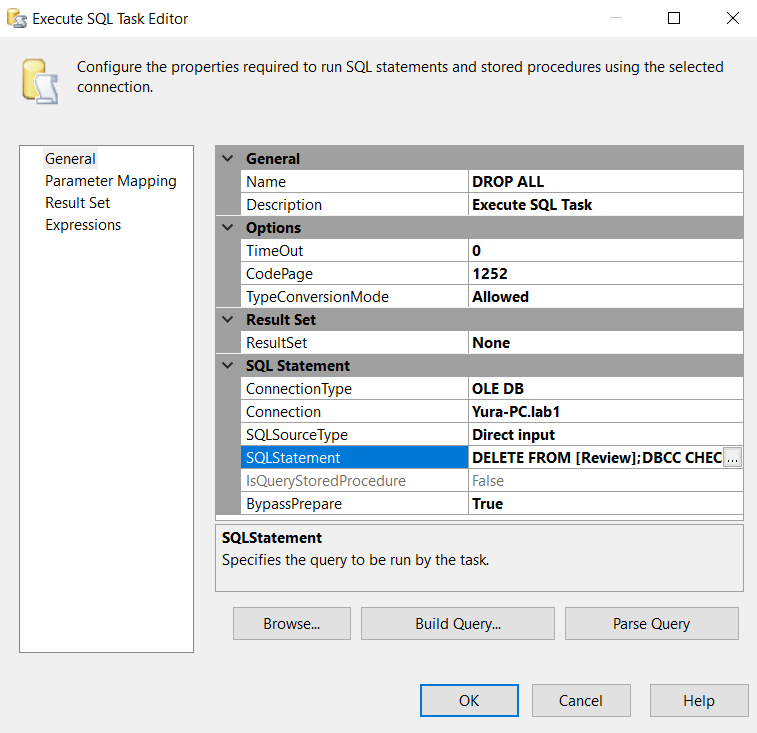 Execute SQL Task Editor
Configure the properties required to run SQL statements and stored procedures using the selected
connection.
General
Parameter Mapping
Result Set
Expressions
General
Name DROP ALL
Description Execute SQL Task
Options
TimeOut 0
CodePage 1252
TypeConversionMode Allowed
Result Set
ResultSet None
SQL Statement
ConnectionType OLE DB
Connection Yura-PC.lab1
SQLSourceType Direct input
SQLStatement DELETE FROM [Review];DBCC CHEC ...
IsQueryStoredProcedure False
BypassPrepare True
SQLStatement
Specifies the query to be run by the task.
Browse... Build Query... Parse Query
OK Cancel Help